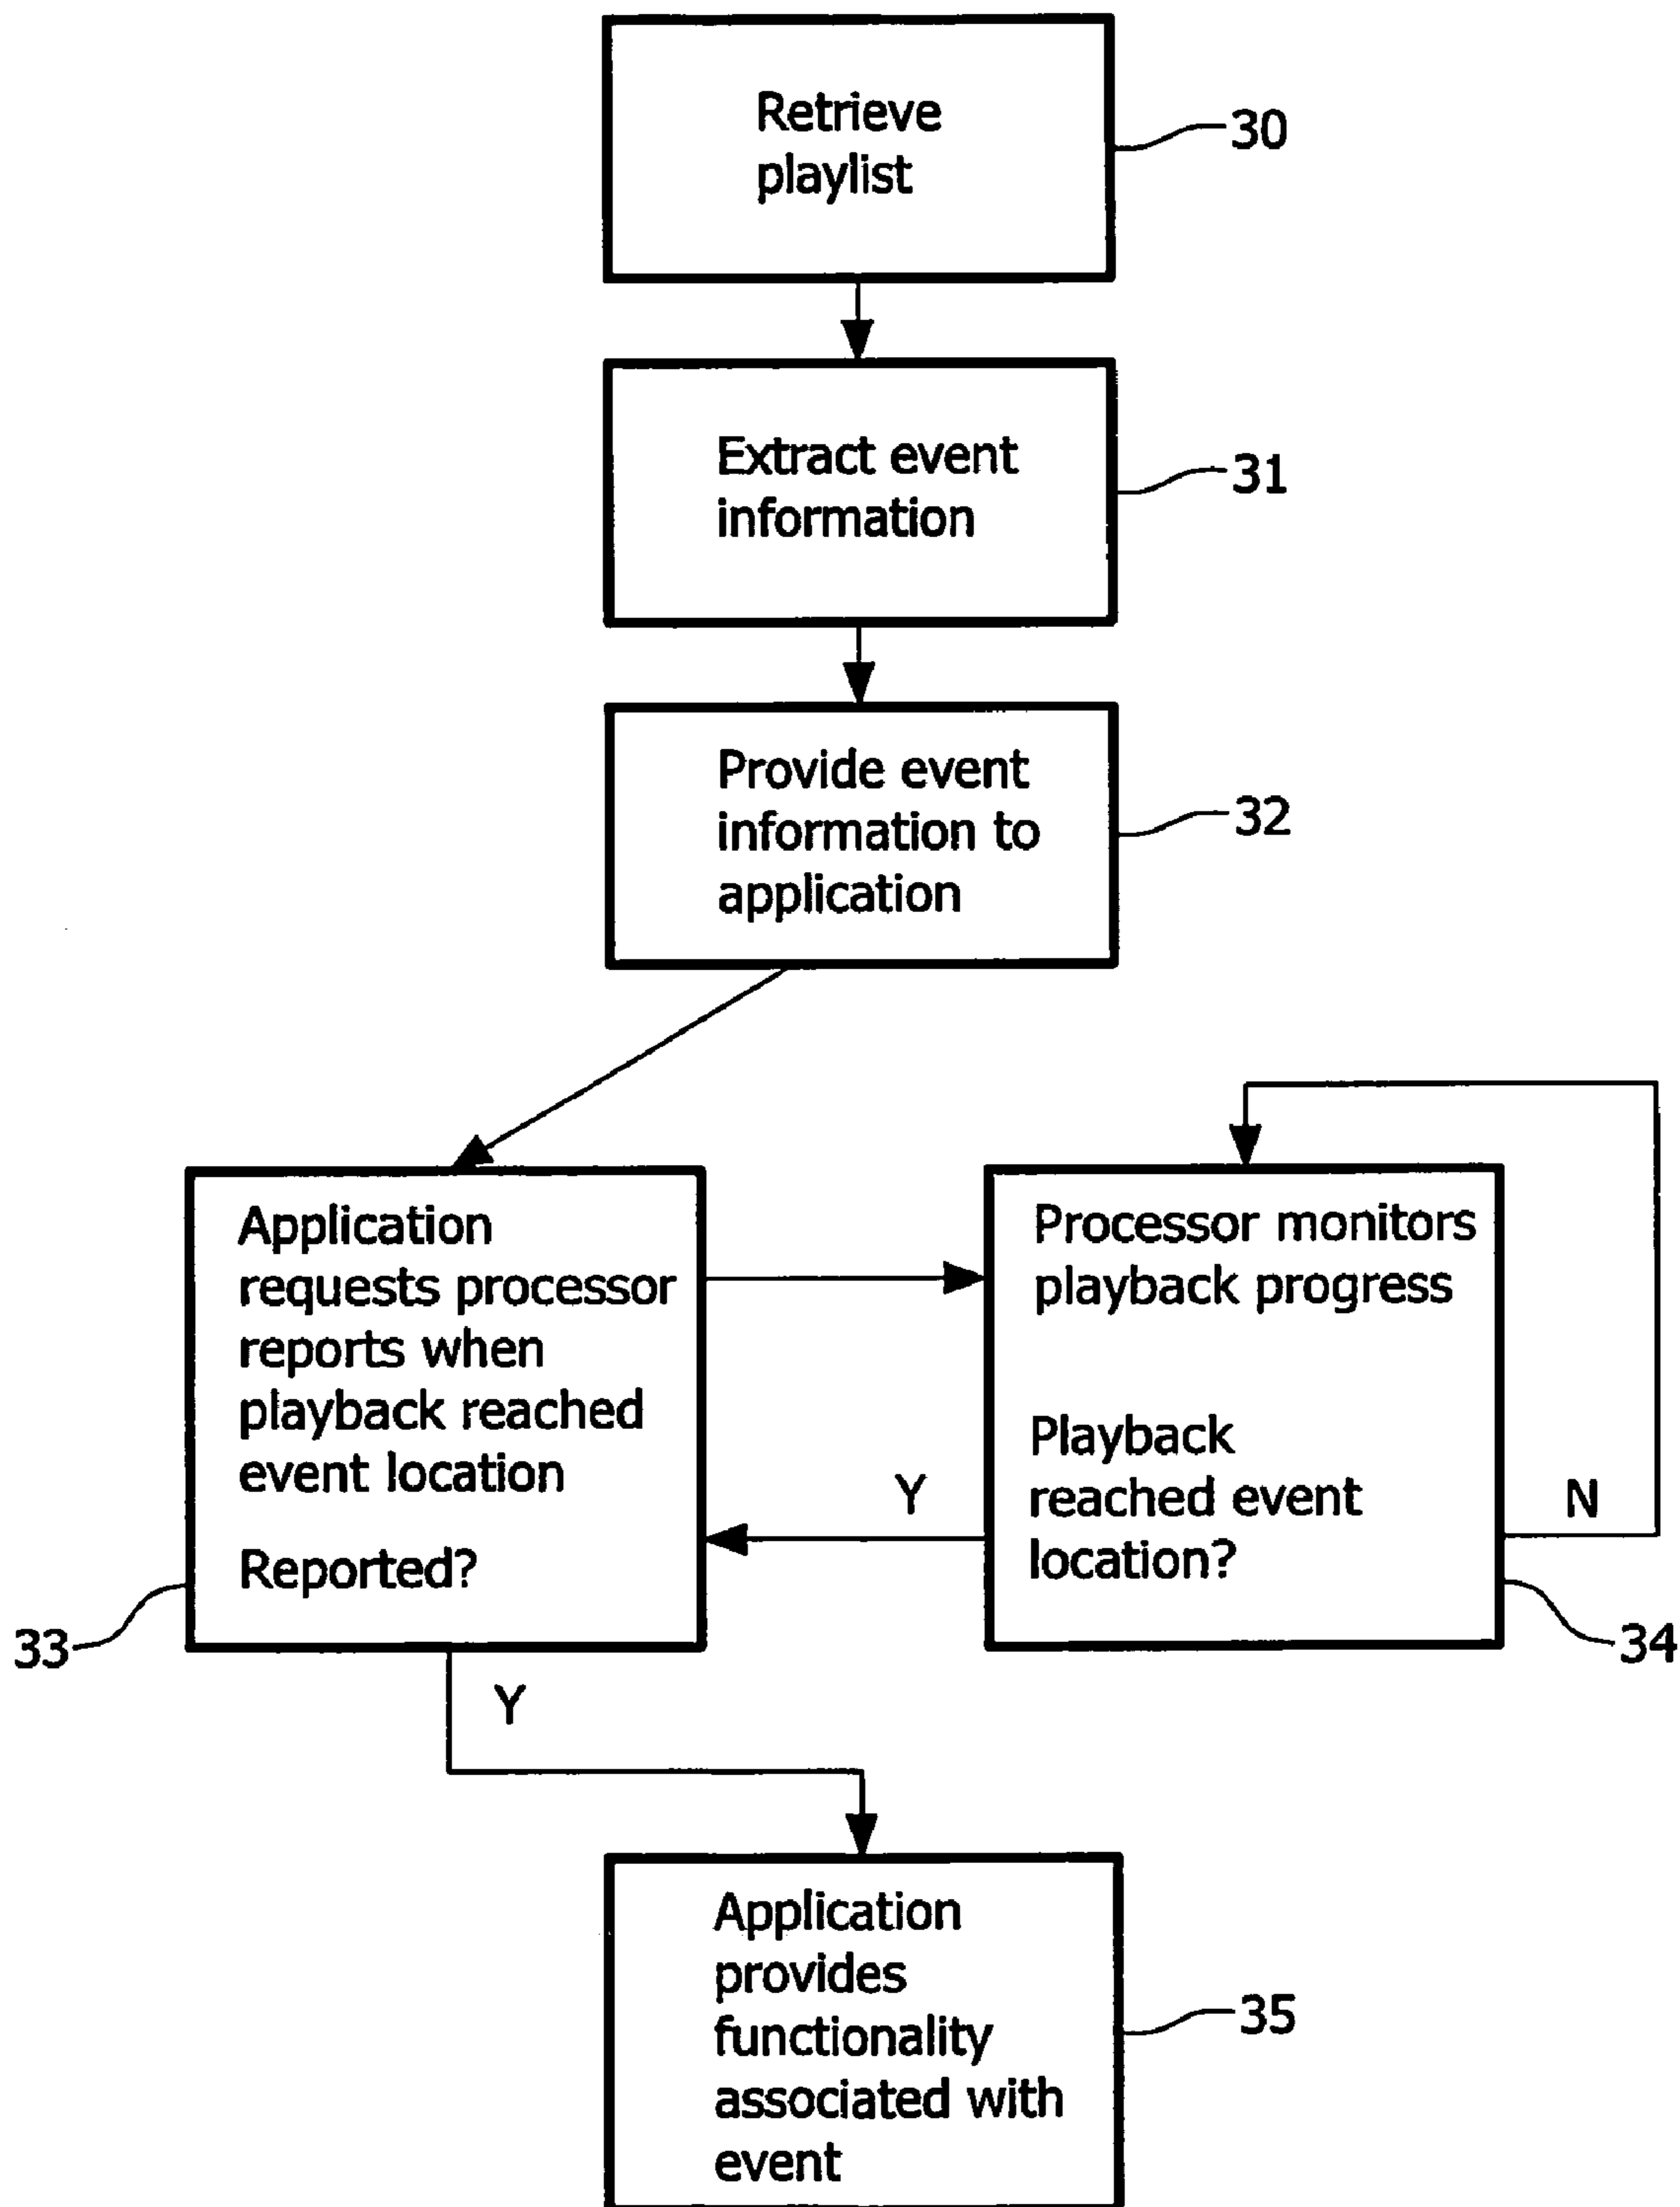 Retrieve
playlist
30
Extract event
information
31
Provide event
information to
application
32
Application
requests processor
reports when
playback reached
event location
Reported?
33
Processor monitors
playback progress
Playback
reached event
location?
Y
N
34
Y
Application
provides
functionality
associated with
event
35